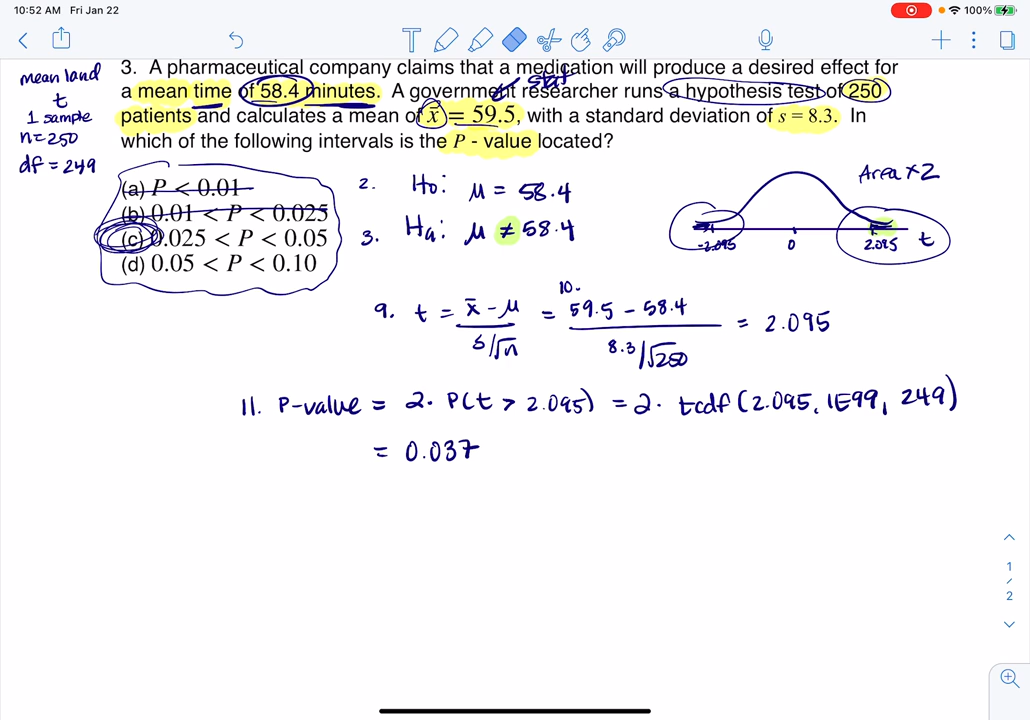 10:52 AM Fri Jan 22
100%
mean land
t
1 sample
n=250
df = 249
3. A pharmaceutical company claims that a medication will produce a desired effect for
a mean time of 58.4 minutes. A government researcher runs a hypothesis test of 250
stat
patients and calculates a mean of x̄ = 59.5, with a standard deviation of s = 8.3. In
which of the following intervals is the P - value located?
(a) P < 0.01
(b) 0.01 < P < 0.025
(c) 0.025 < P < 0.05
(d) 0.05 < P < 0.10
2. Ho: μ = 58.4
3. Ha: μ ≠ 58.4
Area × 2
-2.095 0 2.095 t
10.
9. t = x̄ - μ / s/√n = 59.5 - 58.4 / 8.3/√250 = 2.095
11. P-value = 2· P(t > 2.095) = 2· tcdf(2.095, 1E99, 249)
= 0.037
1
/
2